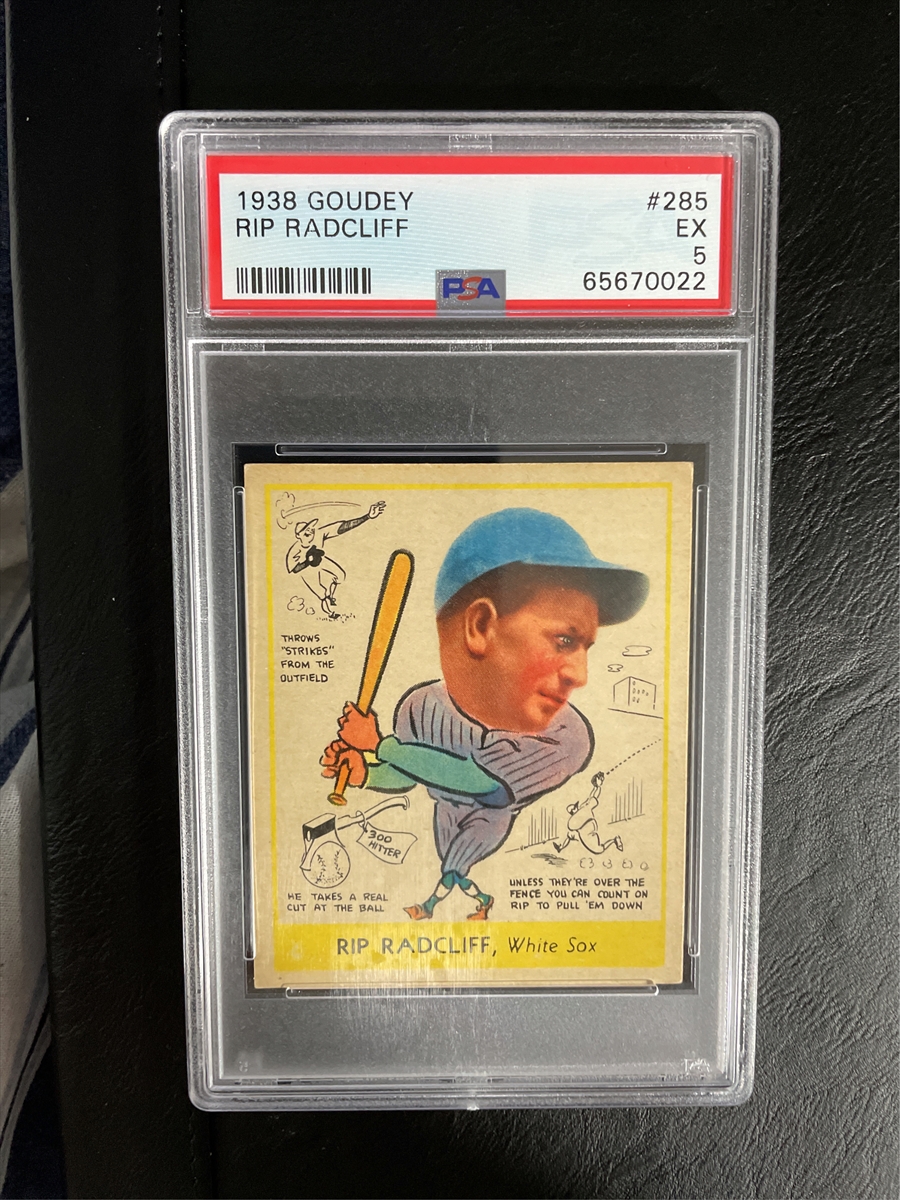 1938 GOUDEY #285
RIP RADCLIFF EX
5
PSA 65670022
THROWS
"STRIKES"
FROM THE
OUTFIELD
300
HITTER
HE TAKES A REAL
CUT AT THE BALL
UNLESS THEY'RE OVER THE
FENCE YOU CAN COUNT ON
RIP TO PULL 'EM DOWN
RIP RADCLIFF, White Sox